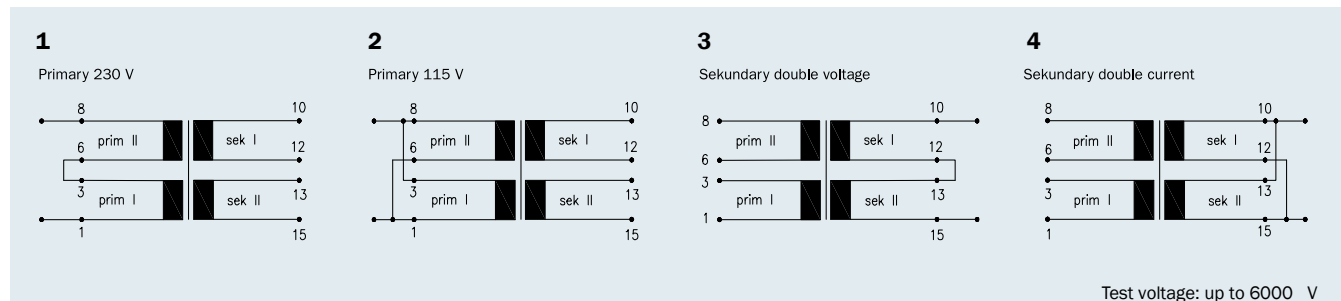 1
2
3
4
Primary 230 V
Primary 115 V
Sekundary double voltage
Sekundary double current
8
10
prim II
sek I
6
12
3
13
prim I
sek II
1
15
8
10
prim II
sek I
6
12
3
13
prim I
sek II
1
15
8
10
prim II
sek I
6
12
3
13
prim I
sek II
1
15
8
10
prim II
sek I
6
12
3
13
prim I
sek II
1
15
Test voltage: up to 6000 V